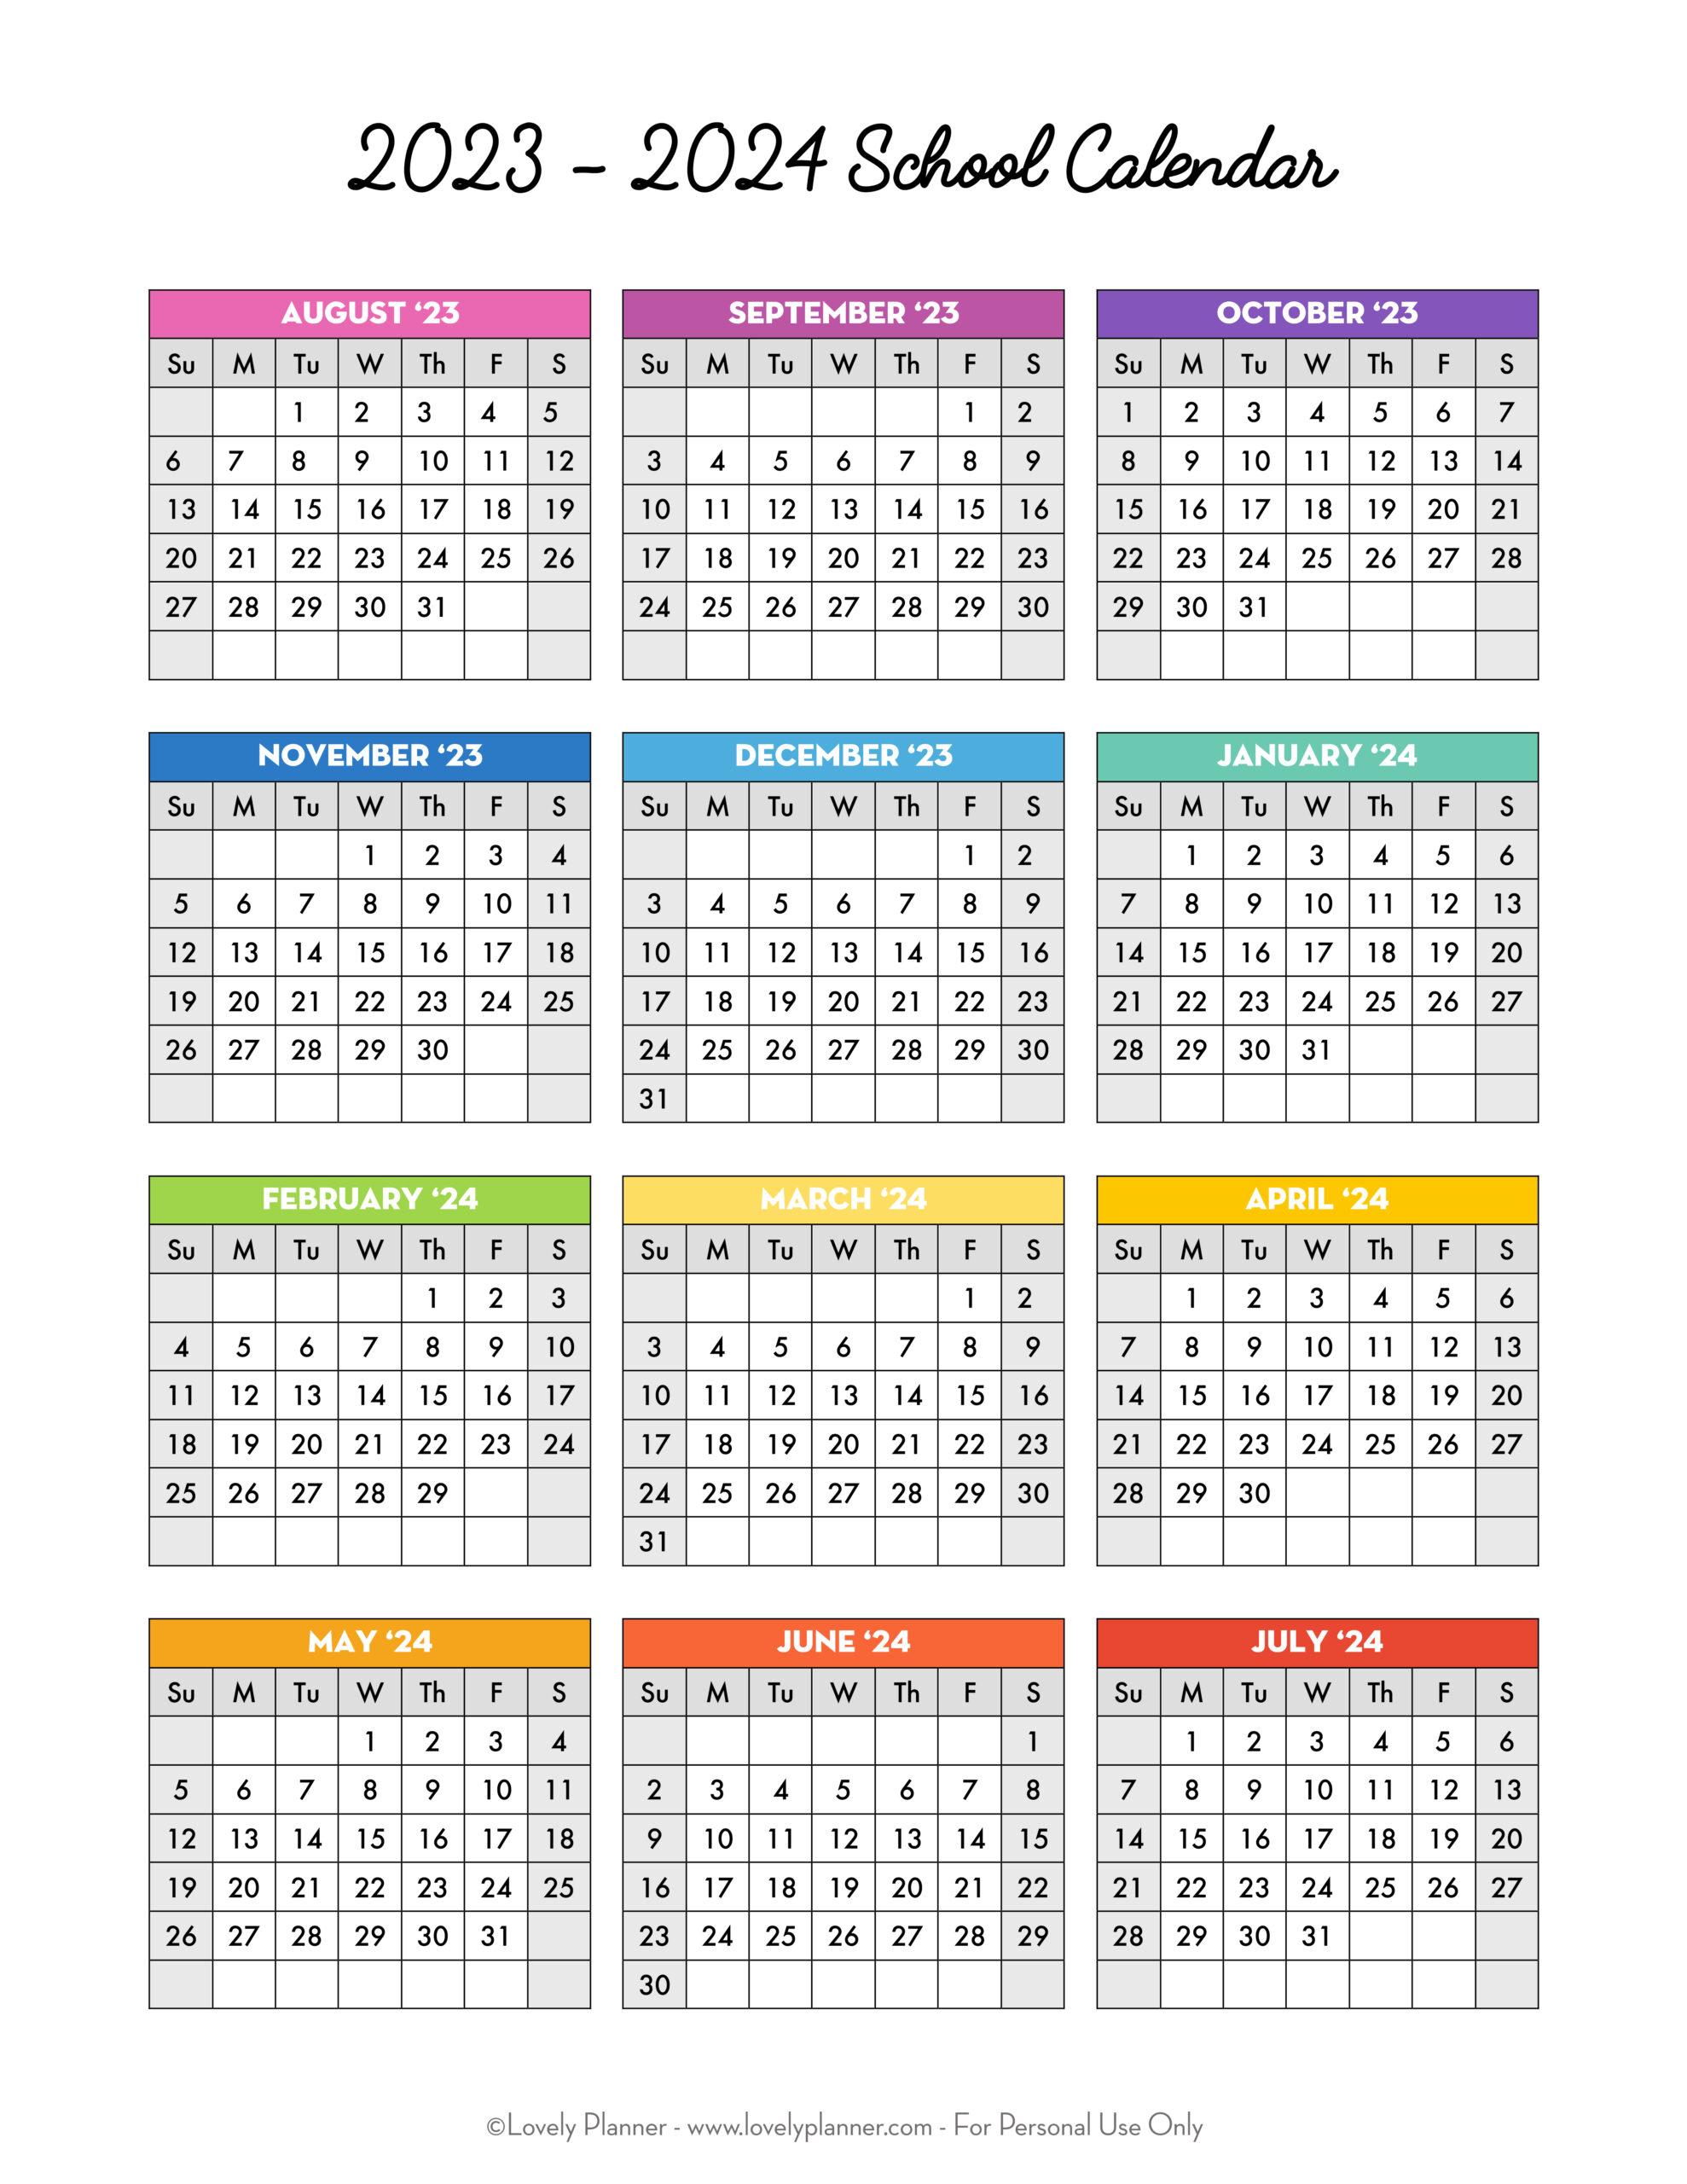 2023 - 2024 School Calendar
AUGUST ‘23
Su M Tu W Th F S
1 2 3 4 5
6 7 8 9 10 11 12
13 14 15 16 17 18 19
20 21 22 23 24 25 26
27 28 29 30 31
SEPTEMBER ‘23
Su M Tu W Th F S
1 2
3 4 5 6 7 8 9
10 11 12 13 14 15 16
17 18 19 20 21 22 23
24 25 26 27 28 29 30
OCTOBER ‘23
Su M Tu W Th F S
1 2 3 4 5 6 7
8 9 10 11 12 13 14
15 16 17 18 19 20 21
22 23 24 25 26 27 28
29 30 31
NOVEMBER ‘23
Su M Tu W Th F S
1 2 3 4
5 6 7 8 9 10 11
12 13 14 15 16 17 18
19 20 21 22 23 24 25
26 27 28 29 30
DECEMBER ‘23
Su M Tu W Th F S
1 2
3 4 5 6 7 8 9
10 11 12 13 14 15 16
17 18 19 20 21 22 23
24 25 26 27 28 29 30
31
JANUARY ‘24
Su M Tu W Th F S
1 2 3 4 5 6
7 8 9 10 11 12 13
14 15 16 17 18 19 20
21 22 23 24 25 26 27
28 29 30 31
FEBRUARY ‘24
Su M Tu W Th F S
1 2 3
4 5 6 7 8 9 10
11 12 13 14 15 16 17
18 19 20 21 22 23 24
25 26 27 28 29
MARCH ‘24
Su M Tu W Th F S
1 2
3 4 5 6 7 8 9
10 11 12 13 14 15 16
17 18 19 20 21 22 23
24 25 26 27 28 29 30
31
APRIL ‘24
Su M Tu W Th F S
1 2 3 4 5 6
7 8 9 10 11 12 13
14 15 16 17 18 19 20
21 22 23 24 25 26 27
28 29 30
MAY ‘24
Su M Tu W Th F S
1 2 3 4
5 6 7 8 9 10 11
12 13 14 15 16 17 18
19 20 21 22 23 24 25
26 27 28 29 30 31
JUNE ‘24
Su M Tu W Th F S
1
2 3 4 5 6 7 8
9 10 11 12 13 14 15
16 17 18 19 20 21 22
23 24 25 26 27 28 29
30
JULY ‘24
Su M Tu W Th F S
1 2 3 4 5 6
7 8 9 10 11 12 13
14 15 16 17 18 19 20
21 22 23 24 25 26 27
28 29 30 31
©Lovely Planner - www.lovelyplanner.com - For Personal Use Only